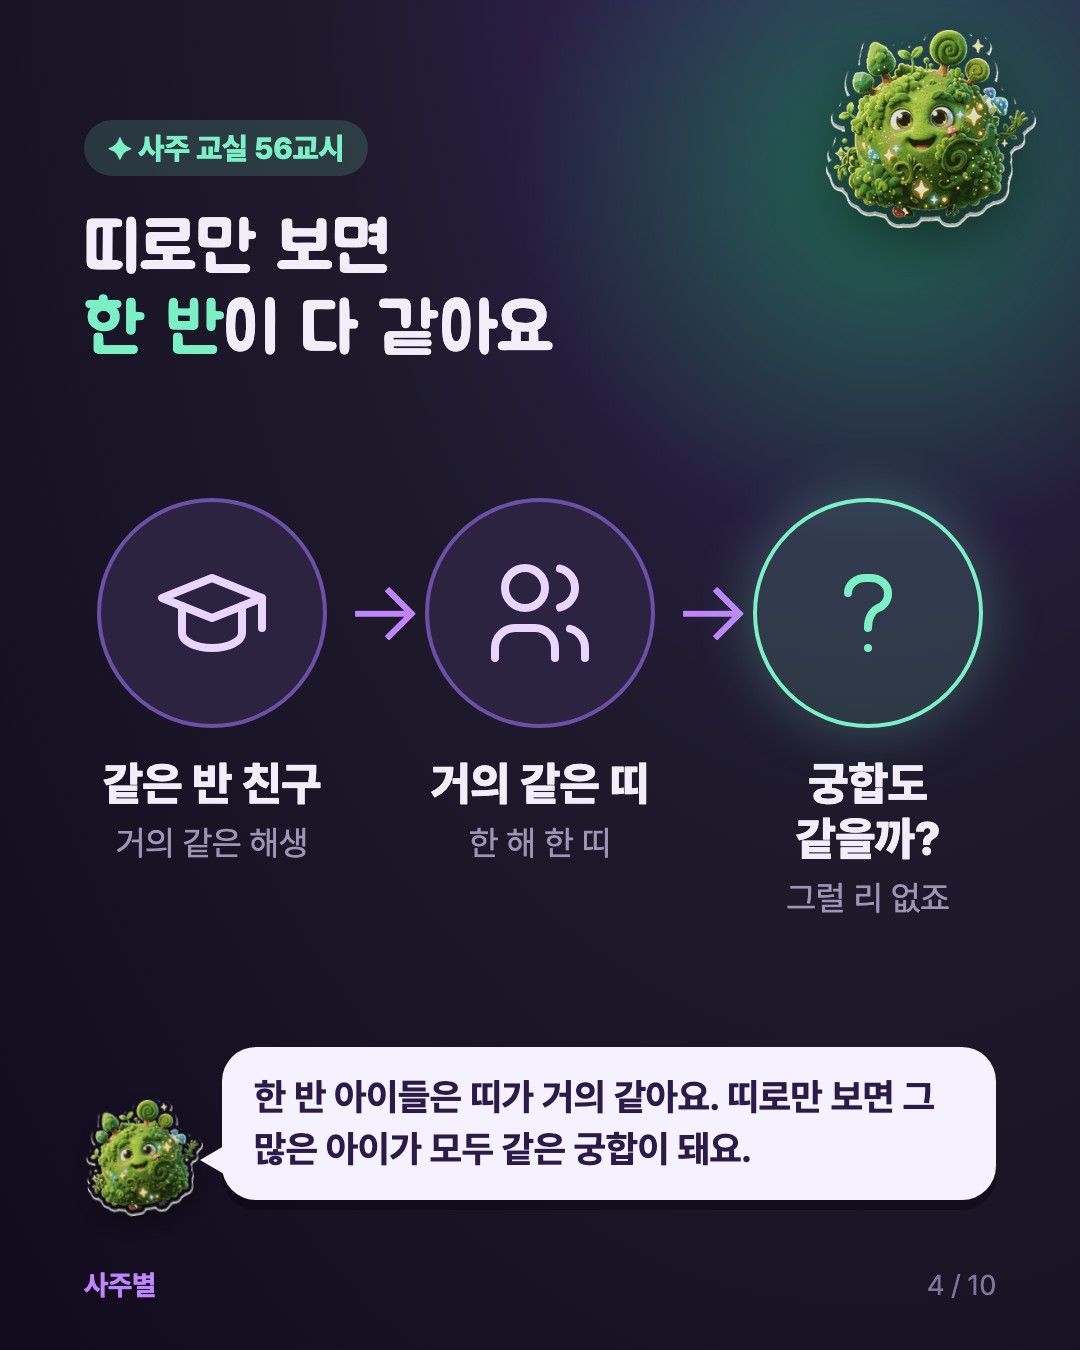 ✦ 사주 교실 56교시
띠로만 보면
한 반이 다 같아요
같은 반 친구
거의 같은 해생
거의 같은 띠
한 해 한 띠
궁합도
같을까?
그럴 리 없죠
한 반 아이들은 띠가 거의 같아요. 띠로만 보면 그
많은 아이가 모두 같은 궁합이 돼요.
사주별
4 / 10